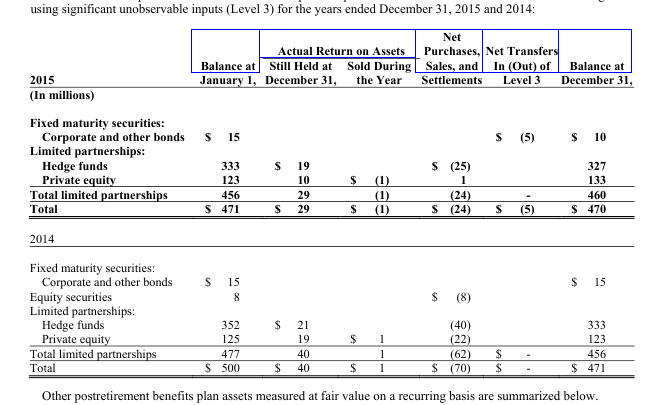 using significant unobservable inputs (Level 3) for the years ended December 31, 2015 and 2014:
Net
Actual Return on Assets Purchases, Net Transfers
Balance at Still Held at Sold During Sales, and In (Out) of Balance at
2015 January 1, December 31, the Year Settlements Level 3 December 31,
(In millions)
Fixed maturity securities:
Corporate and other bonds $ 15 $ (5) $ 10
Limited partnerships:
Hedge funds 333 $ 19 $ (25) 327
Private equity 123 10 $ (1) 1 133
Total limited partnerships 456 29 (1) (24) - 460
Total $ 471 $ 29 $ (1) $ (24) $ (5) $ 470
2014
Fixed maturity securities:
Corporate and other bonds $ 15 $ 15
Equity securities 8 $ (8)
Limited partnerships:
Hedge funds 352 $ 21 (40) 333
Private equity 125 19 $ 1 (22) 123
Total limited partnerships 477 40 1 (62) $ - 456
Total $ 500 $ 40 $ 1 $ (70) $ - $ 471
Other postretirement benefits plan assets measured at fair value on a recurring basis are summarized below.